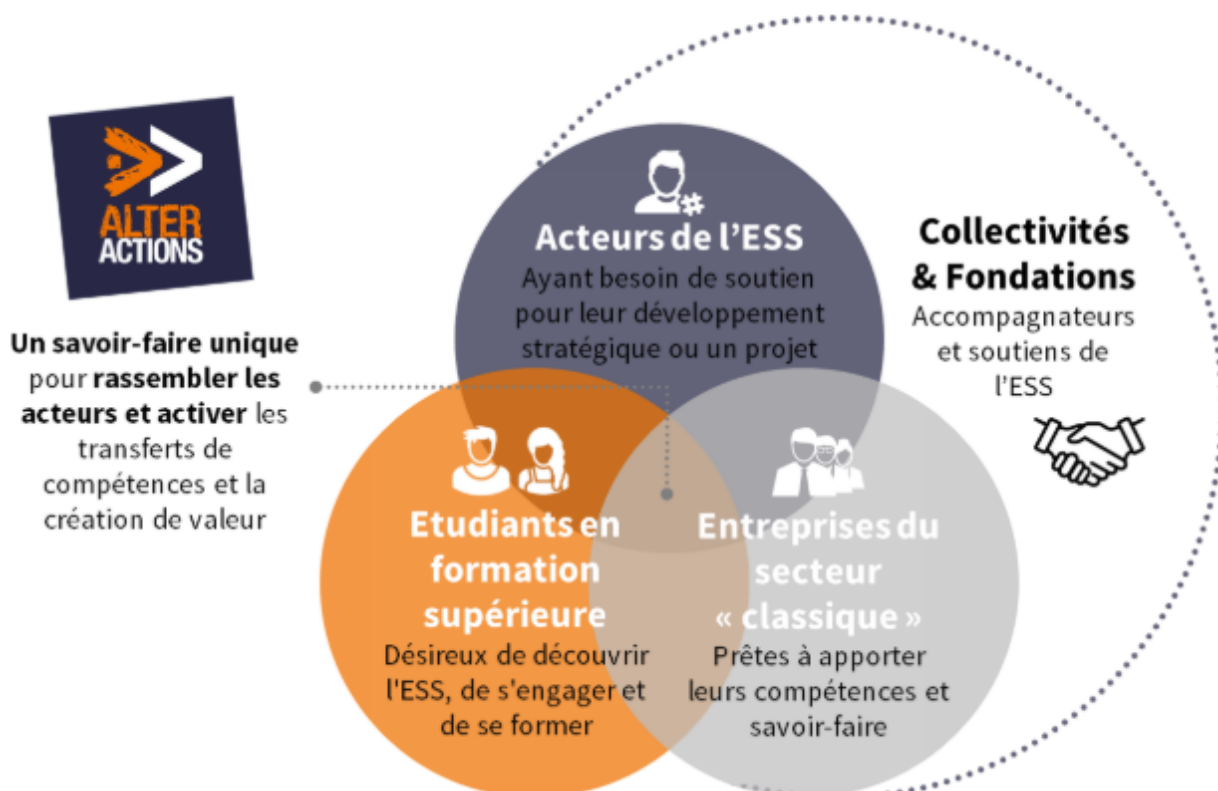 ALTER
ACTIONS
Un savoir-faire unique
pour rassembler les
acteurs et activer les
transferts de
compétences et la
création de valeur
Acteurs de l'ESS
Ayant besoin de soutien
pour leur développement
stratégique ou un projet
Collectivités
& Fondations
Accompagnateurs
et soutiens de
l'ESS
Etudiants en
formation
supérieure
Désireux de découvrir
l'ESS, de s'engager et
de se former
Entreprises du
secteur
« classique »
Prêtes à apporter
leurs compétences et
savoir-faire